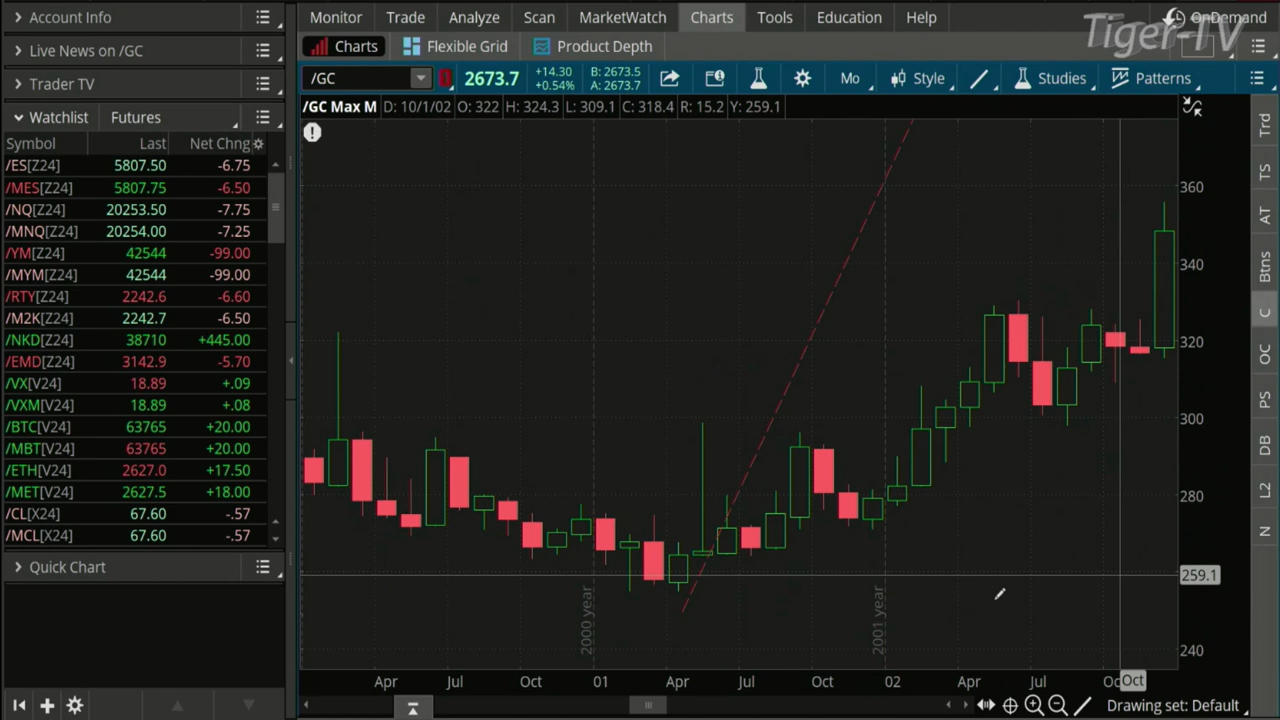 Account Info
Live News on /GC
Trader TV
Watchlist Futures
Symbol Last Net Chng
/ES[Z24] 5807.50 -6.75
/MES[Z24] 5807.75 -6.50
/NQ[Z24] 20253.50 -7.75
/MNQ[Z24] 20254.00 -7.25
/YM[Z24] 42544 -99.00
/MYM[Z24] 42544 -99.00
/RTY[Z24] 2242.6 -6.60
/M2K[Z24] 2242.7 -6.50
/NKD[Z24] 38710 +445.00
/EMD[Z24] 3142.9 -5.70
/VX[V24] 18.89 +.09
/VXM[V24] 18.89 +.08
/BTC[V24] 63765 +20.00
/MBT[V24] 63765 +20.00
/ETH[V24] 2627.0 +17.50
/MET[V24] 2627.5 +18.00
/CL[X24] 67.60 -.57
/MCL[X24] 67.60 -.57
Quick Chart
Monitor Trade Analyze Scan MarketWatch Charts Tools Education Help OnDemand
Tiger-TV
Charts Flexible Grid Product Depth
/GC 2673.7 +14.30 +0.54% B: 2673.5 A: 2673.7 Mo Style Studies Patterns
/GC Max M D: 10/1/02 O: 322 H: 324.3 L: 309.1 C: 318.4 R: 15.2 Y: 259.1
360
340
320
300
280
259.1
240
2000 year
2001 year
Apr Jul Oct 01 Apr Jul Oct 02 Apr Jul Oct
Drawing set: Default
Trd
TS
AT
Btns
C
OC
PS
DB
L2
N